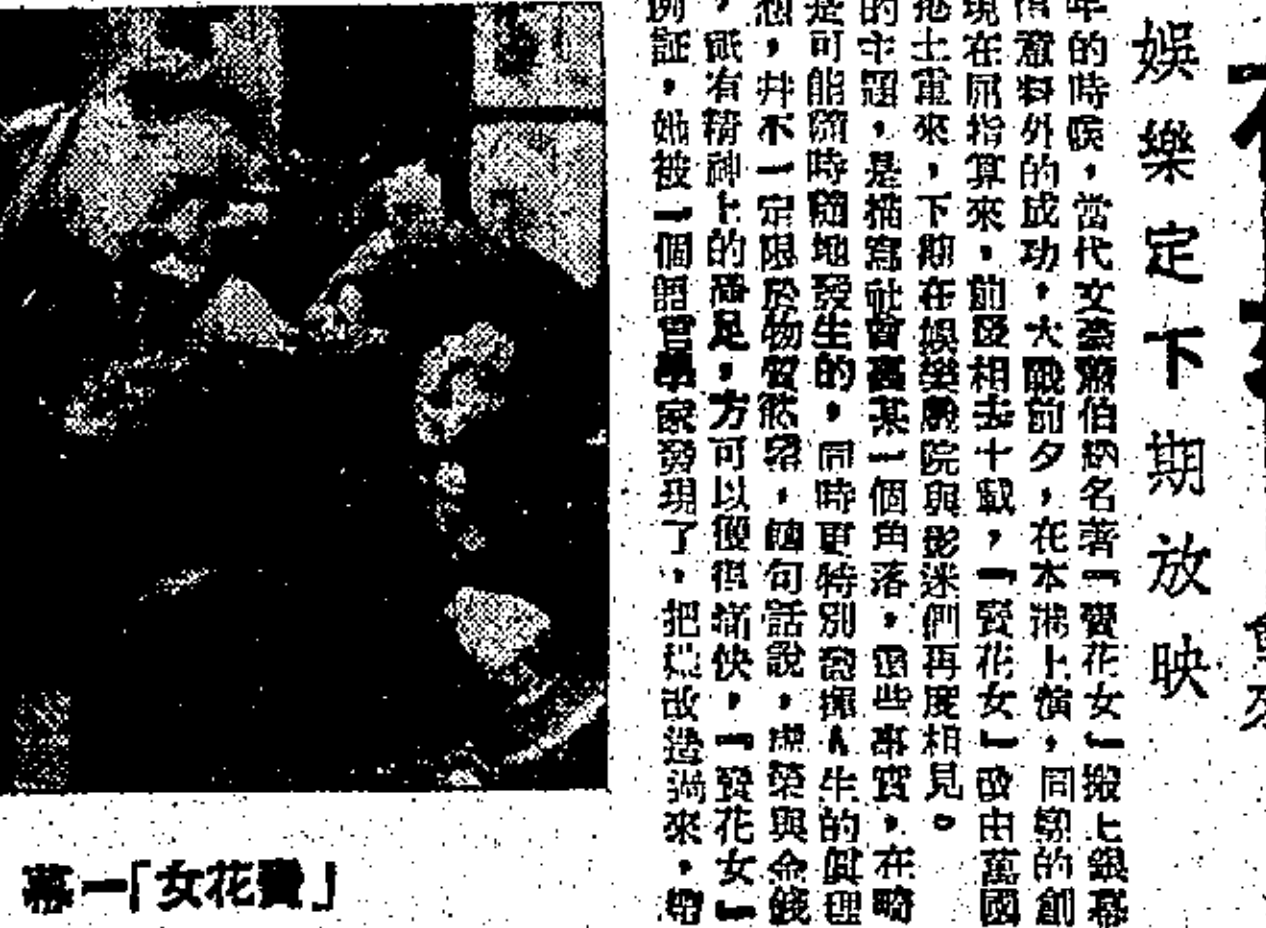 娛樂定下期放映
年的時候，當代文豪蕭伯納名著「賣花女」搬上銀幕
意料外的成功，大戰前夕，在本港上演，同樣的創
現在屈指算來，前後相去十載，「賣花女」改由萬國
土重來，下期在娛樂戲院與影迷們再度相見。
的主題，是描寫社會裏某一個角落，這些事實，在
是可能隨時隨地發生的，同時更特別發揮人生的真理
想，并不一定限於物質慾望，句話說，虛榮與金錢
，祇有精神上的滿足，方可以獲得痛快，「賣花女」
例証，她被一個語言學家發現了，把她改造過來，
「賣花女」一幕